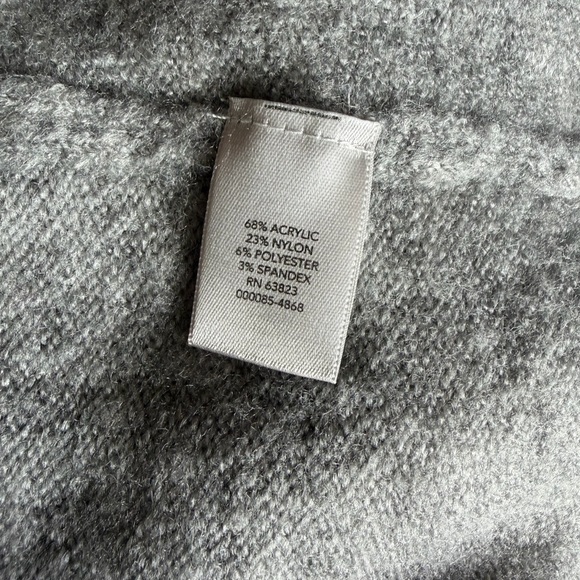 68% ACRYLIC
23% NYLON
6% POLYESTER
3% SPANDEX
RN 63823
000085-4868